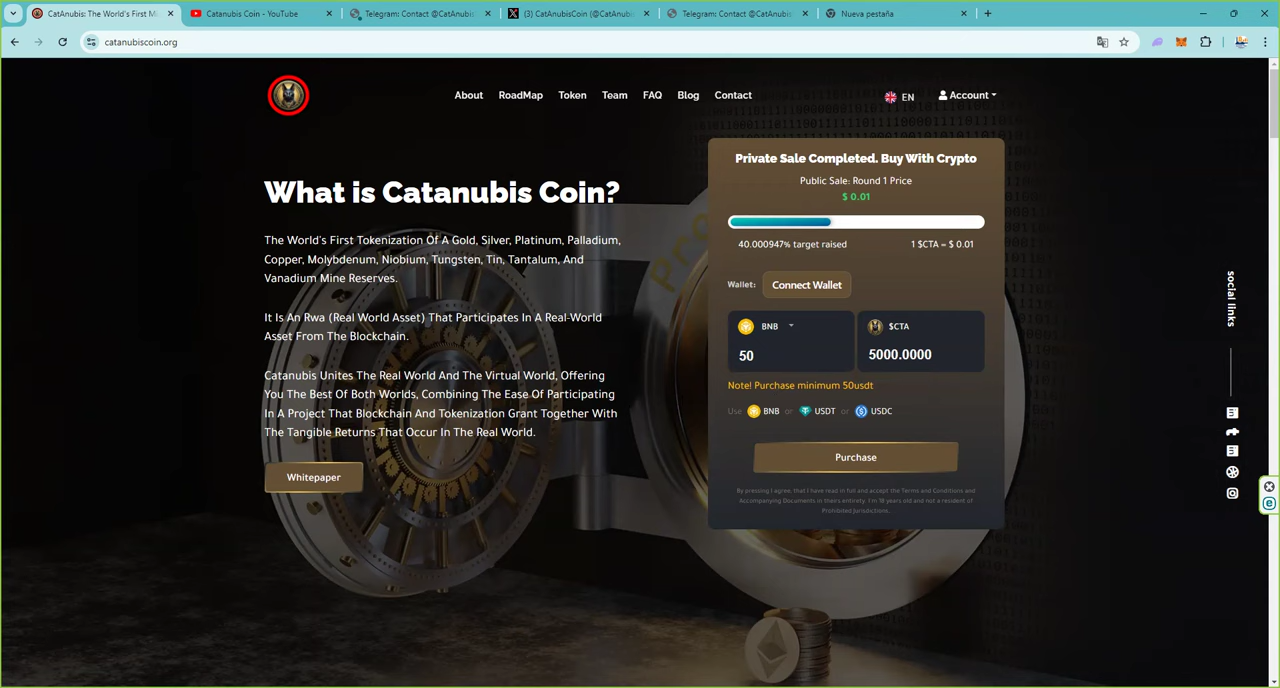 CatAnubis: The World's First Mi
Catanubis Coin - YouTube
Telegram: Contact @CatAnubis
(3) CatAnubisCoin (@CatAnubi
Telegram: Contact @CatAnubis
Nueva pestaña
catanubiscoin.org
About RoadMap Token Team FAQ Blog Contact
EN
Account
What is Catanubis Coin?
The World's First Tokenization Of A Gold, Silver, Platinum, Palladium,
Copper, Molybdenum, Niobium, Tungsten, Tin, Tantalum, And
Vanadium Mine Reserves.
It Is An Rwa (Real World Asset) That Participates In A Real-World
Asset From The Blockchain.
Catanubis Unites The Real World And The Virtual World, Offering
You The Best Of Both Worlds, Combining The Ease Of Participating
In A Project That Blockchain And Tokenization Grant Together With
The Tangible Returns That Occur In The Real World.
Whitepaper
Private Sale Completed. Buy With Crypto
Public Sale: Round 1 Price
$ 0.01
40.000947% target raised
1 $CTA = $ 0.01
Wallet: Connect Wallet
BNB
50
$CTA
5000.0000
Note! Purchase minimum 50usdt
Use BNB or USDT or USDC
Purchase
By pressing I agree, that I have read in foll and accept the Terms and Conditions and
Accompanying Documents in theirs entirety. I'm 18 years old and not a resident of
Prohibited Jurisdictions.
social links